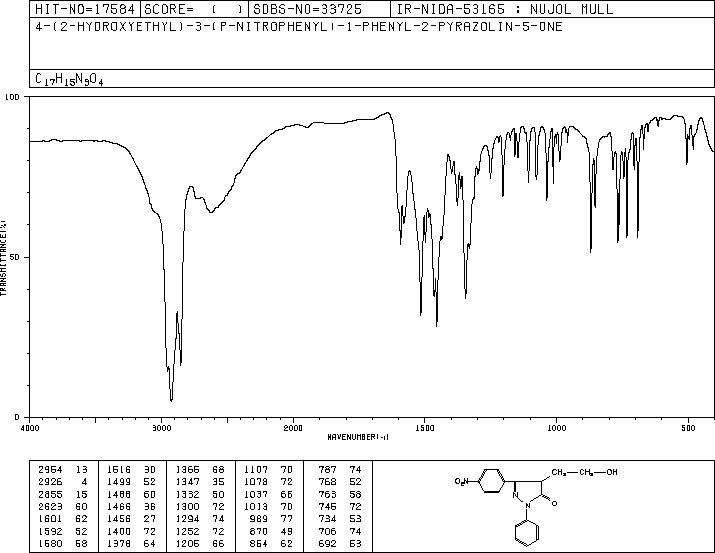 HIT-NO=17584 SCORE= ( ) SDBS-NO=33725 IR-NIDA-53165 : NUJOL MULL
4-(2-HYDROXYETHYL)-3-(P-NITROPHENYL)-1-PHENYL-2-PYRAZOLIN-5-ONE
C17H15N3O4
100
50
0
TRANSMITTANCE(%)
4000 3000 2000 1500 1000 500
WAVENUMBER(-1)
2954 13 1516 30 1366 68 1107 70 787 74
2926 4 1499 52 1347 35 1078 72 768 52
2855 15 1488 60 1332 50 1037 66 763 58
2623 60 1466 36 1300 72 1013 70 745 72
1601 62 1456 27 1294 74 989 77 734 53
1592 52 1400 72 1252 72 870 49 706 74
1580 58 1378 64 1205 66 854 62 692 53
O2N CH2 CH2 OH
N O
N